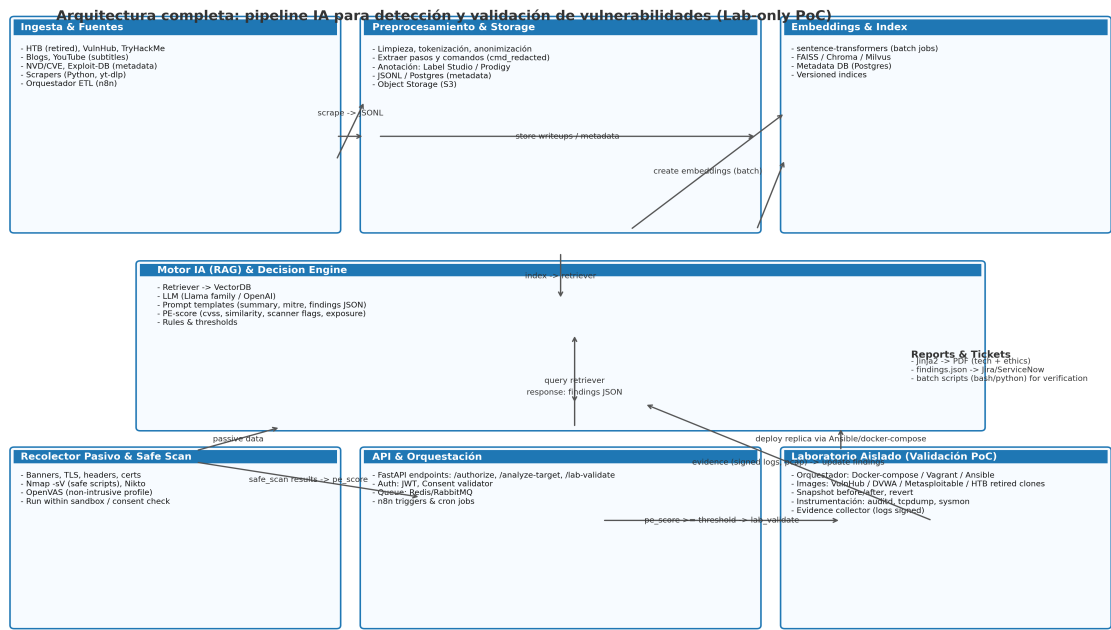 Arquitectura completa: pipeline IA para detección y validación de vulnerabilidades (Lab-only PoC)
Ingesta & Fuentes
- HTB (retired), VulnHub, TryHackMe
- Blogs, YouTube (subtitles)
- NVD/CVE, Exploit-DB (metadata)
- Scrapers (Python, yt-dlp)
- Orquestador ETL (n8n)
Preprocesamiento & Storage
- Limpieza, tokenización, anonimización
- Extraer pasos y comandos (cmd_redacted)
- Anotación: Label Studio / Prodigy
- JSONL / Postgres (metadata)
- Object Storage (S3)
Embeddings & Index
- sentence-transformers (batch jobs)
- FAISS / Chroma / Milvus
- Metadata DB (Postgres)
- Versioned indices
scrape -> JSONL
store writeups / metadata
create embeddings (batch)
index -> retriever
Motor IA (RAG) & Decision Engine
- Retriever -> VectorDB
- LLM (Llama family / OpenAI)
- Prompt templates (summary, mitre, findings JSON)
- PE-score (cvss, similarity, scanner flags, exposure)
- Rules & thresholds
query retriever
response: findings JSON
Reports & Tickets
- Jinja2 -> PDF (tech + ethics)
- findings.json -> Jira/ServiceNow
- batch scripts (bash/python) for verification
passive data
deploy replica via Ansible/docker-compose
Recolector Pasivo & Safe Scan
- Banners, TLS, headers, certs
- Nmap -sV (safe scripts), Nikto
- OpenVAS (non-intrusive profile)
- Run within sandbox / consent check
safe_scan results -> pe_score
API & Orquestación
- FastAPI endpoints: /authorize, /analyze-target, /lab-validate
- Auth: JWT, Consent validator
- Queue: Redis/RabbitMQ
- n8n triggers & cron jobs
evidence (signed logs, pcap) -> update findings
pe_score >= threshold -> lab_validate
Laboratorio Aislado (Validación PoC)
- Orquestador: Docker-compose / Vagrant / Ansible
- Images: VulnHub / DVWA / Metasploitable / HTB retired clones
- Snapshot before/after, revert
- Instrumentación: auditd, tcpdump, sysmon
- Evidence collector (logs signed)